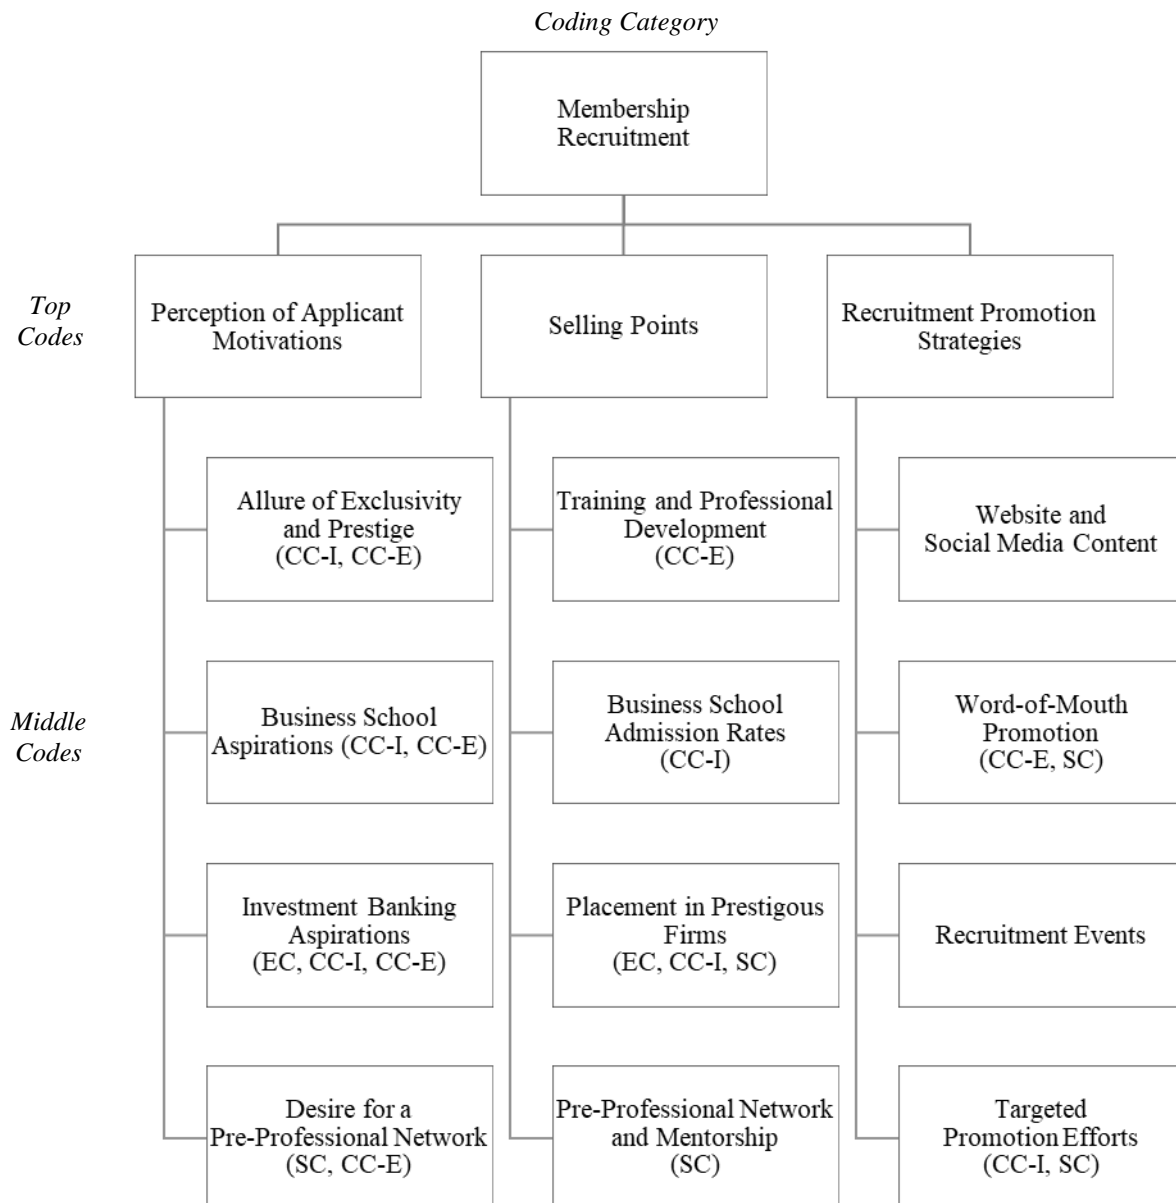 Coding Category
Membership
Recruitment
Top
Codes
Perception of Applicant
Motivations
Selling Points
Recruitment Promotion
Strategies
Allure of Exclusivity
and Prestige
(CC-I, CC-E)
Training and Professional
Development
(CC-E)
Website and
Social Media Content
Middle
Codes
Business School
Aspirations (CC-I, CC-E)
Business School
Admission Rates
(CC-I)
Word-of-Mouth
Promotion
(CC-E, SC)
Investment Banking
Aspirations
(EC, CC-I, CC-E)
Placement in Prestigous
Firms
(EC, CC-I, SC)
Recruitment Events
Desire for a
Pre-Professional Network
(SC, CC-E)
Pre-Professional Network
and Mentorship
(SC)
Targeted
Promotion Efforts
(CC-I, SC)